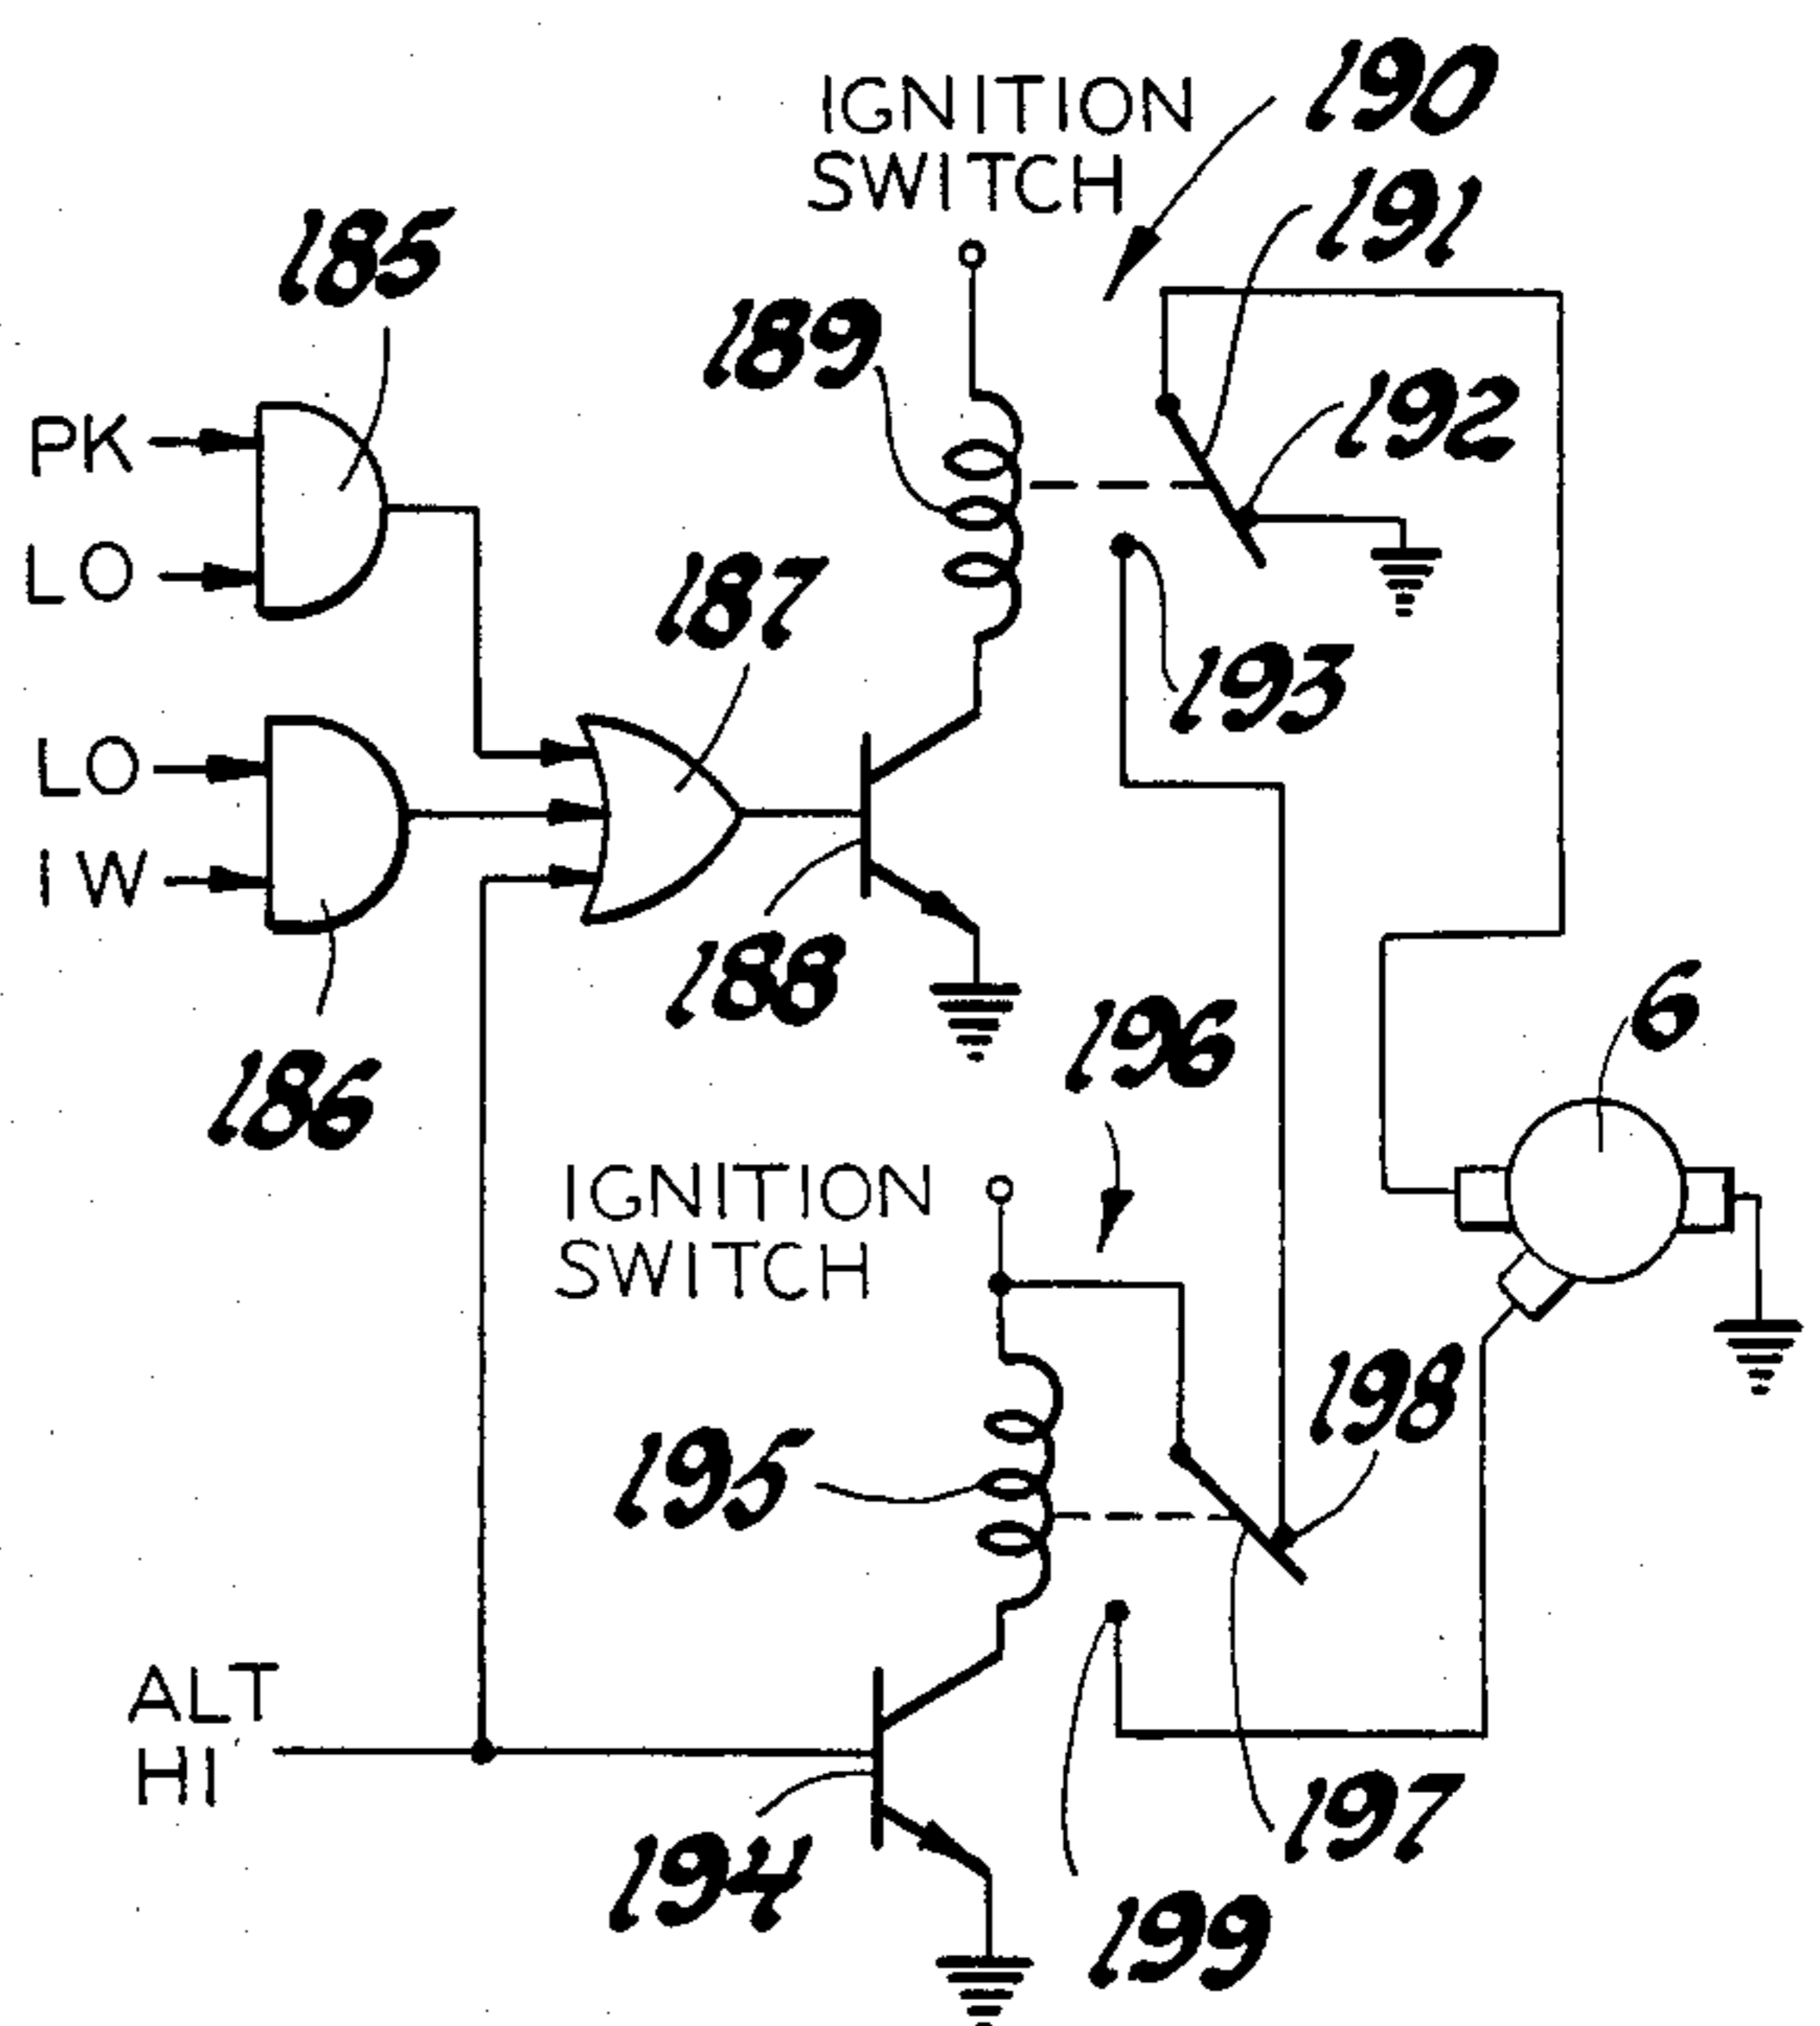 IGNITION
SWITCH
190
191
185
189
192
PK
LO
187
193
LO
IW
188
186
196
6
IGNITION
SWITCH
198
195
ALT
HI
197
194
199